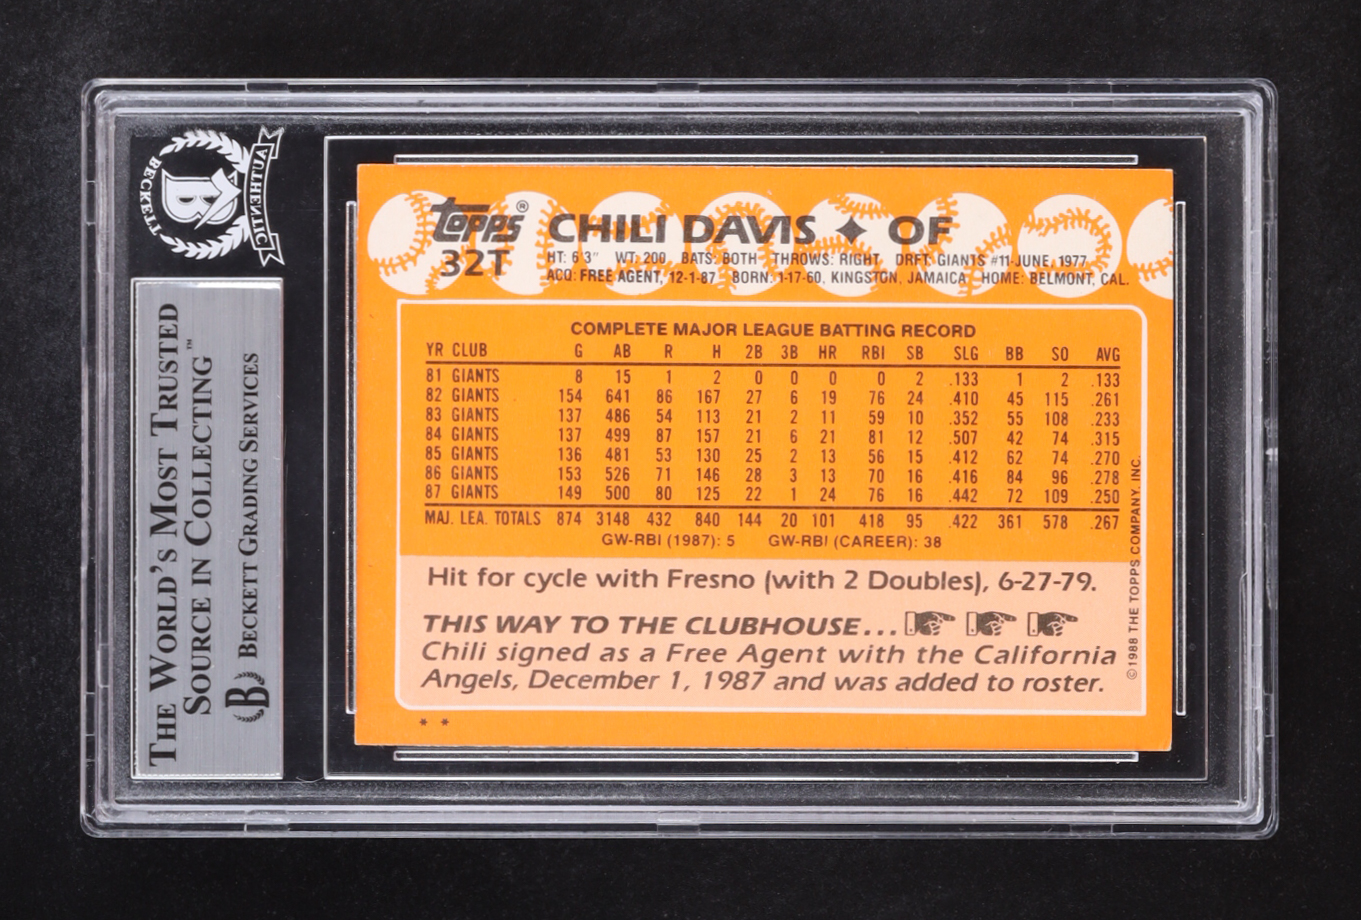 BECKETT
AUTHENTIC
B
THE WORLD'S MOST TRUSTED
SOURCE IN COLLECTING™
B BECKETT GRADING SERVICES
TOPPS® CHILI DAVIS ♦ OF
32T
HT: 6'3" WT: 200 BATS: BOTH THROWS: RIGHT DRFT: GIANTS #11-JUNE, 1977
ACQ: FREE AGENT, 12-1-87 BORN: 1-17-60, KINGSTON, JAMAICA HOME: BELMONT, CAL.
COMPLETE MAJOR LEAGUE BATTING RECORD
YR CLUB G AB R H 2B 3B HR RBI SB SLG BB SO AVG
81 GIANTS 8 15 1 2 0 0 0 0 2 .133 1 2 .133
82 GIANTS 154 641 86 167 27 6 19 76 24 .410 45 115 .261
83 GIANTS 137 486 54 113 21 2 11 59 10 .352 55 108 .233
84 GIANTS 137 499 87 157 21 6 21 81 12 .507 42 74 .315
85 GIANTS 136 481 53 130 25 2 13 56 15 .412 62 74 .270
86 GIANTS 153 526 71 146 28 3 13 70 16 .416 84 96 .278
87 GIANTS 149 500 80 125 22 1 24 76 16 .442 72 109 .250
MAJ. LEA. TOTALS 874 3148 432 840 144 20 101 418 95 .422 361 578 .267
GW-RBI (1987): 5 GW-RBI (CAREER): 38
Hit for cycle with Fresno (with 2 Doubles), 6-27-79.
THIS WAY TO THE CLUBHOUSE...
Chili signed as a Free Agent with the California
Angels, December 1, 1987 and was added to roster.
* *
©1988 THE TOPPS COMPANY, INC.